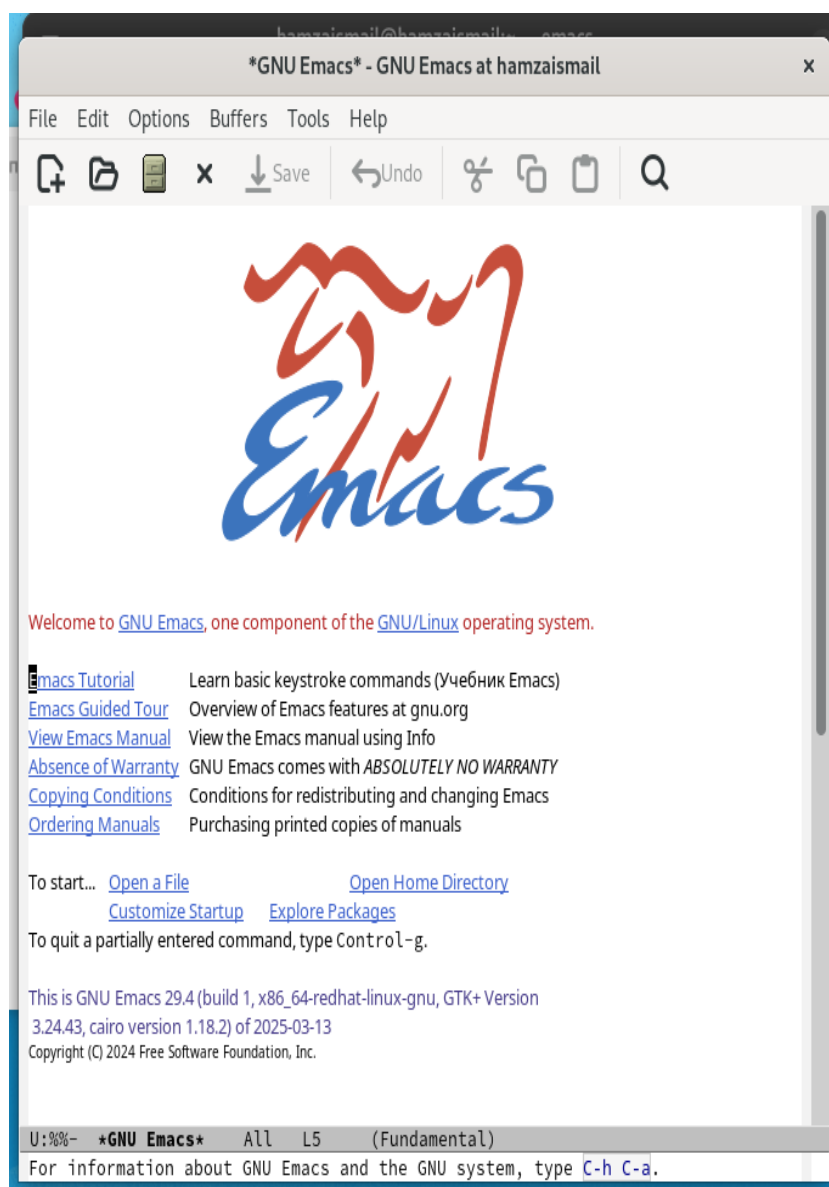 hamzaismail@hamzaismail:~ — emacs
*GNU Emacs* - GNU Emacs at hamzaismail
File Edit Options Buffers Tools Help
Save Undo
Emacs
Welcome to GNU Emacs, one component of the GNU/Linux operating system.
Emacs Tutorial Learn basic keystroke commands (Учебник Emacs)
Emacs Guided Tour Overview of Emacs features at gnu.org
View Emacs Manual View the Emacs manual using Info
Absence of Warranty GNU Emacs comes with ABSOLUTELY NO WARRANTY
Copying Conditions Conditions for redistributing and changing Emacs
Ordering Manuals Purchasing printed copies of manuals
To start... Open a File Open Home Directory
Customize Startup Explore Packages
To quit a partially entered command, type Control-g.
This is GNU Emacs 29.4 (build 1, x86_64-redhat-linux-gnu, GTK+ Version
3.24.43, cairo version 1.18.2) of 2025-03-13
Copyright (C) 2024 Free Software Foundation, Inc.
U:%%- *GNU Emacs* All L5 (Fundamental)
For information about GNU Emacs and the GNU system, type C-h C-a.